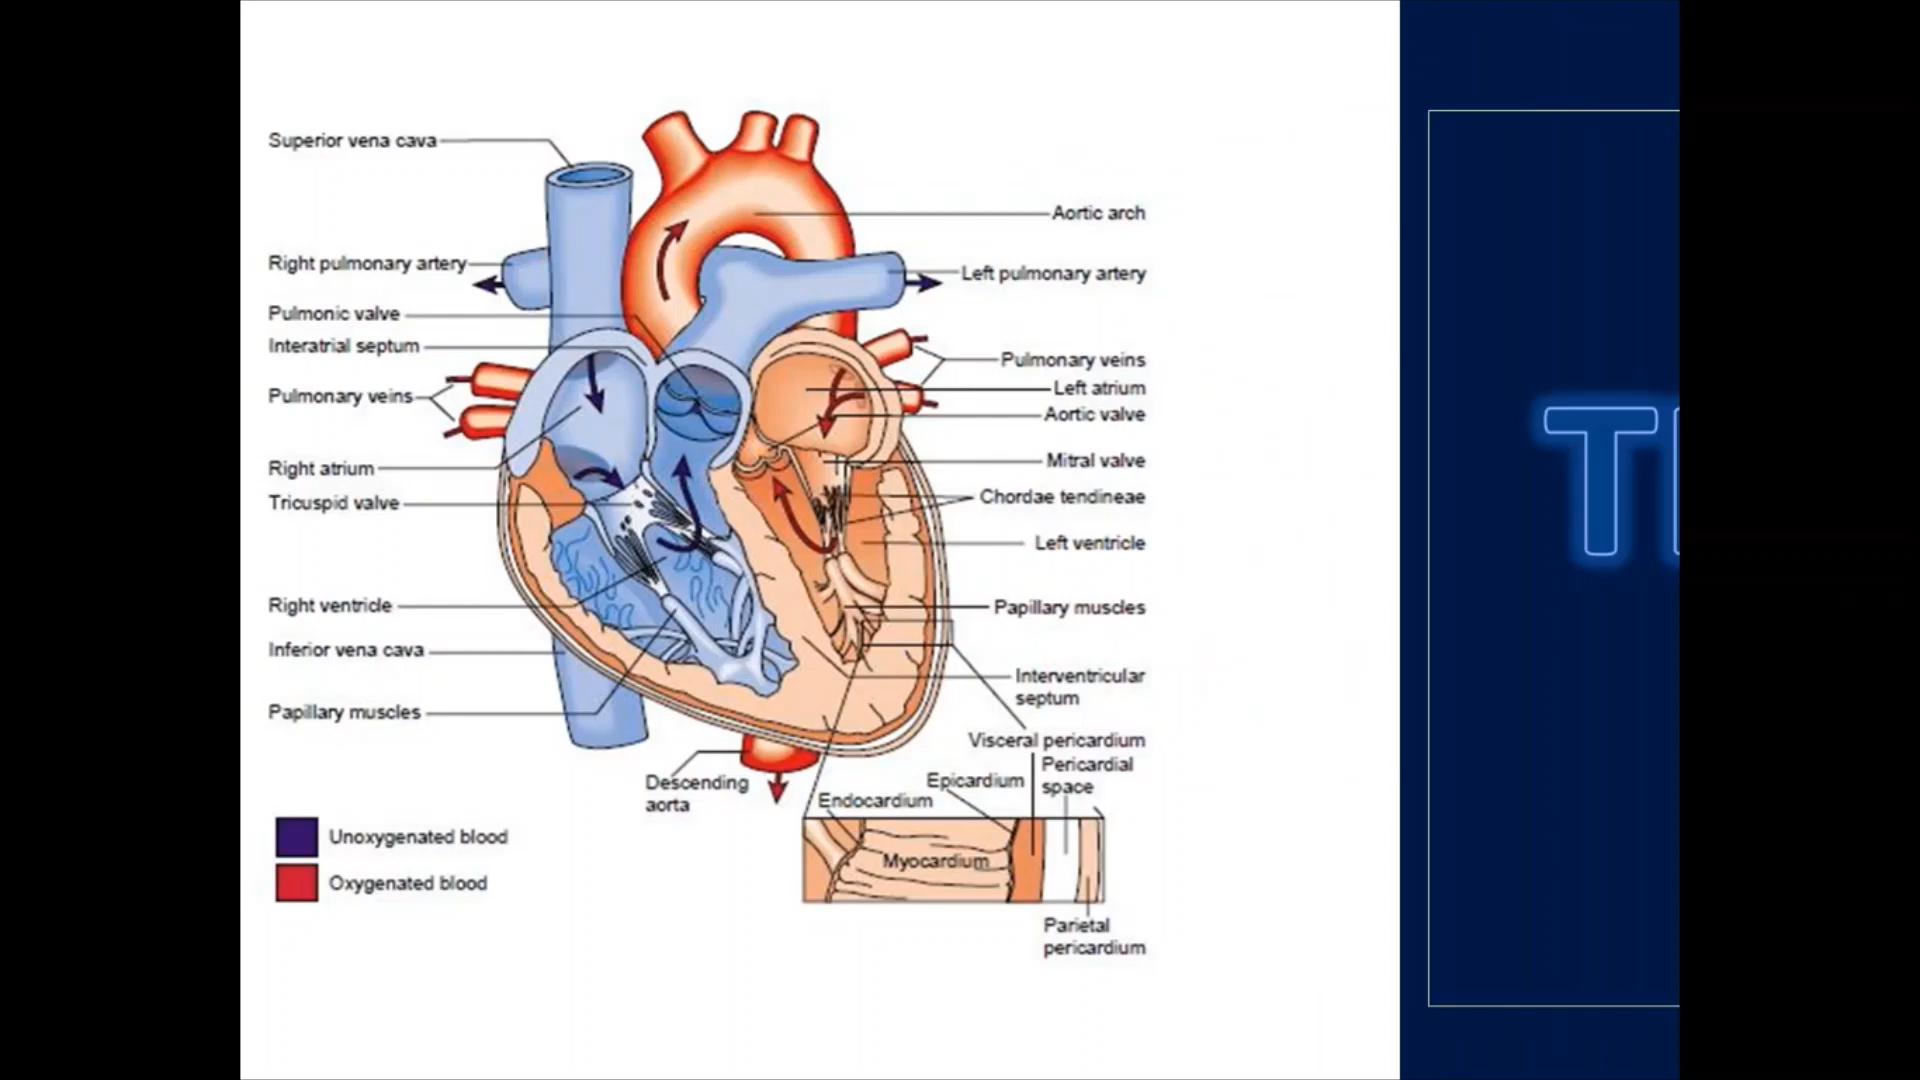 Superior vena cava
Aortic arch
Right pulmonary artery
Left pulmonary artery
Pulmonic valve
Interatrial septum
Pulmonary veins
Pulmonary veins
Left atrium
Aortic valve
Right atrium
Mitral valve
Tricuspid valve
Chordae tendineae
Left ventricle
Right ventricle
Papillary muscles
Inferior vena cava
Interventricular
septum
Papillary muscles
Visceral pericardium
Pericardial
space
Descending
aorta
Epicardium
Endocardium
Unoxygenated blood
Myocardium
Oxygenated blood
Parietal
pericardium